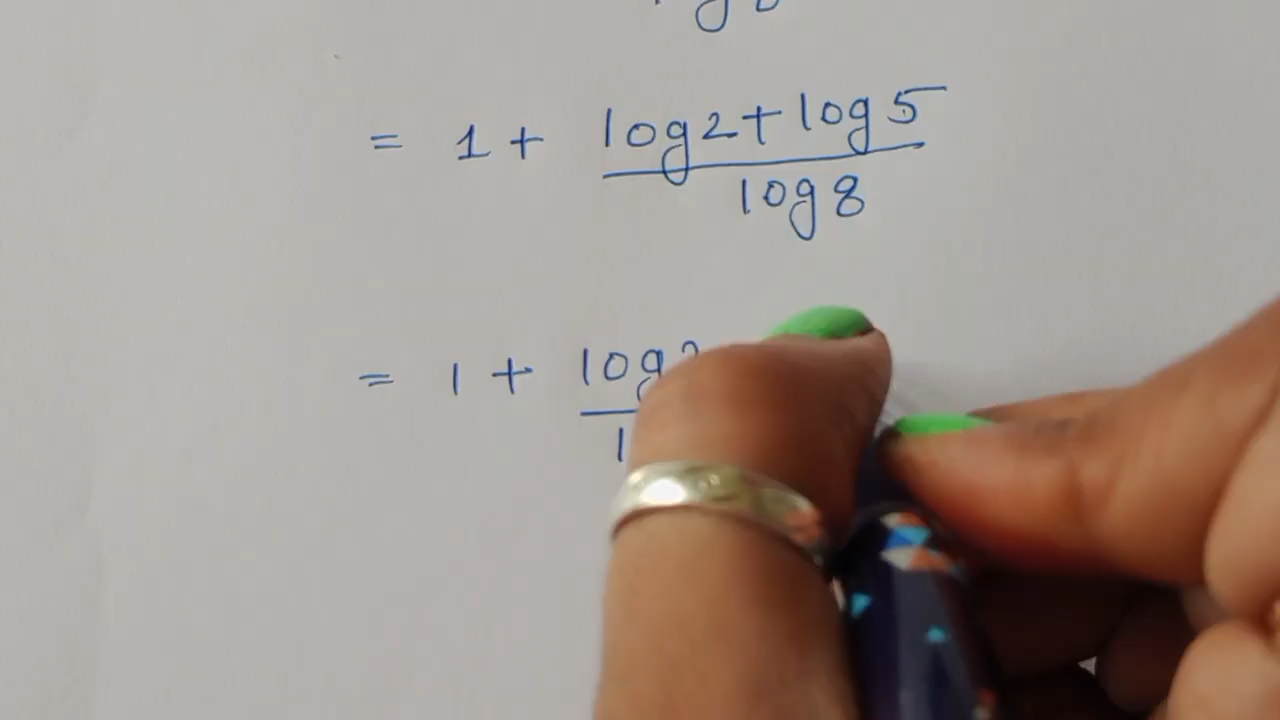 = 1 + log2 + log5
log8
= 1 + log